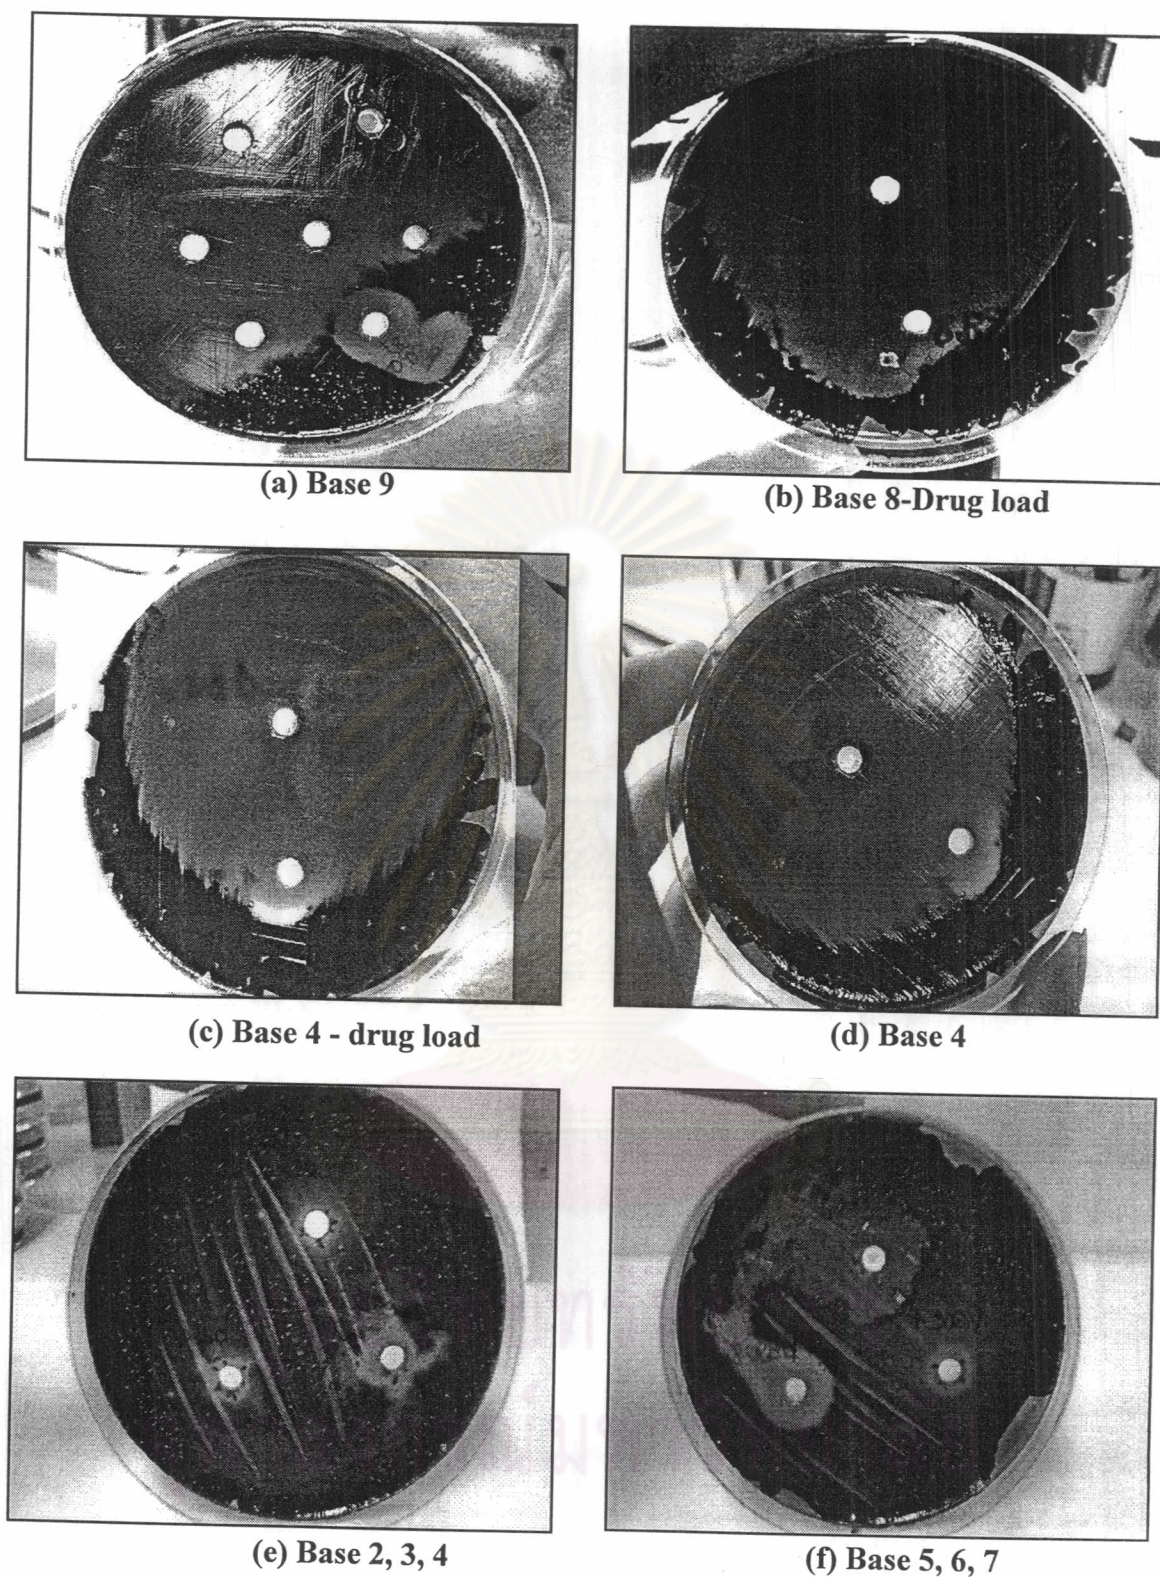 (a) Base 9
(b) Base 8-Drug load
(c) Base 4 - drug load
(d) Base 4
(e) Base 2, 3, 4
(f) Base 5, 6, 7